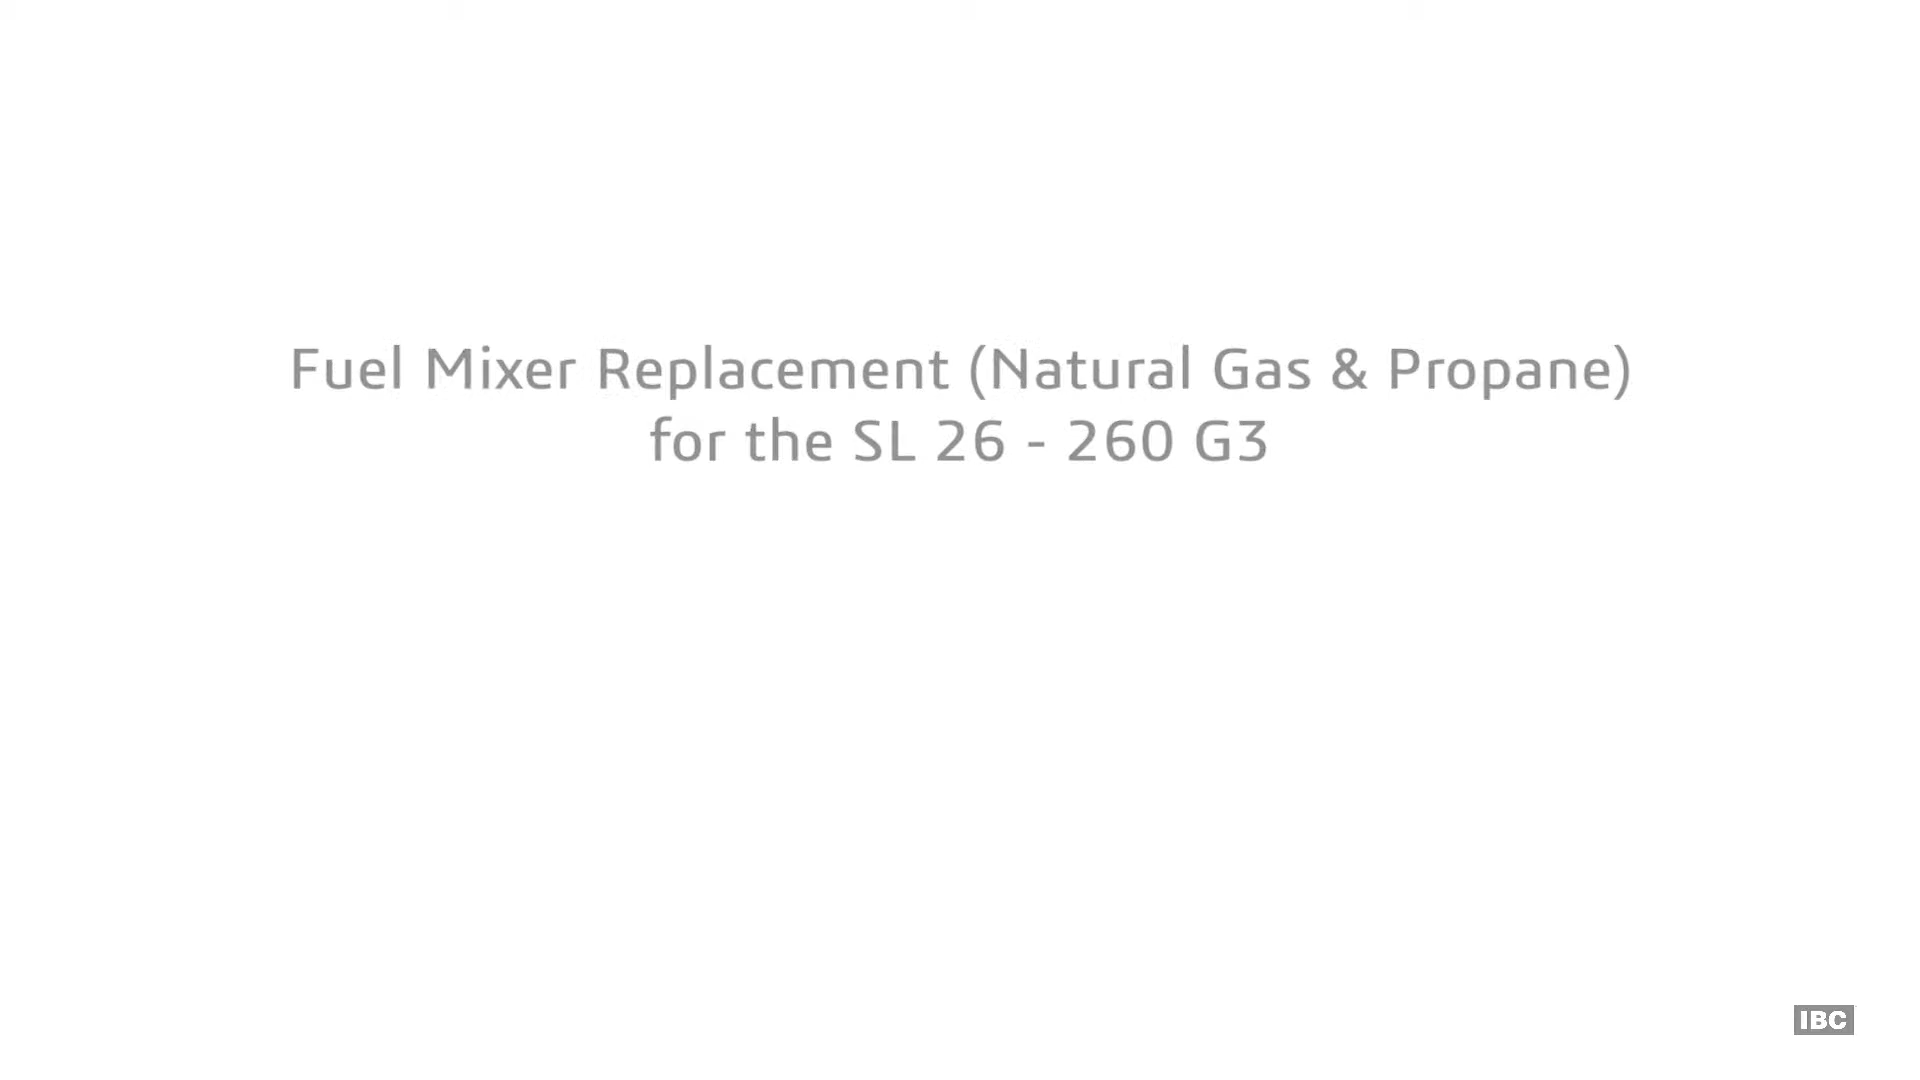 Fuel Mixer Replacement (Natural Gas & Propane)
for the SL 26 - 260 G3
IBC